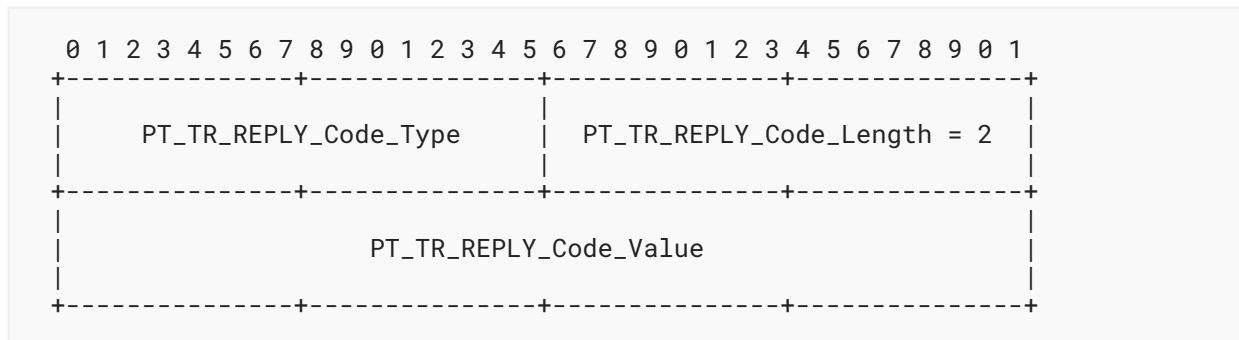 0 1 2 3 4 5 6 7 8 9 0 1 2 3 4 5 6 7 8 9 0 1 2 3 4 5 6 7 8 9 0 1
+---------------+---------------+---------------+---------------+
| | |
| PT_TR_REPLY_Code_Type | PT_TR_REPLY_Code_Length = 2 |
| | |
+---------------+---------------+---------------+---------------+
| |
| PT_TR_REPLY_Code_Value |
| |
+---------------+---------------+---------------+---------------+